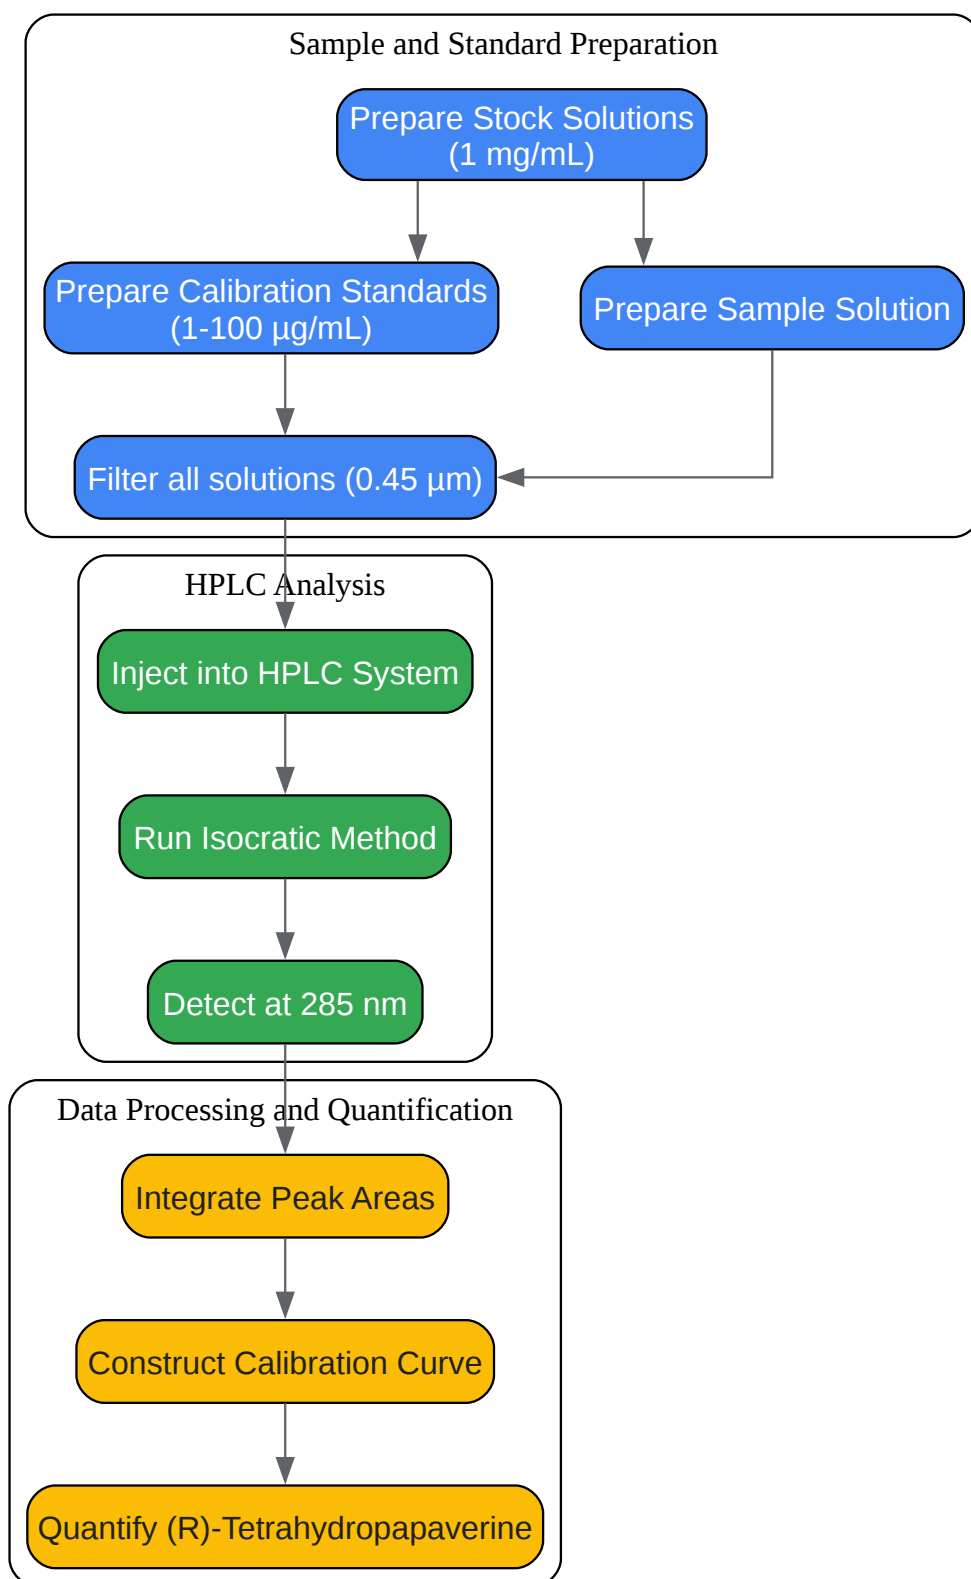 Sample and Standard Preparation
Prepare Stock Solutions
(1 mg/mL)
Prepare Calibration Standards
(1-100 µg/mL)
Prepare Sample Solution
Filter all solutions (0.45 µm)
HPLC Analysis
Inject into HPLC System
Run Isocratic Method
Detect at 285 nm
Data Processing and Quantification
Integrate Peak Areas
Construct Calibration Curve
Quantify (R)-Tetrahydropapaverine